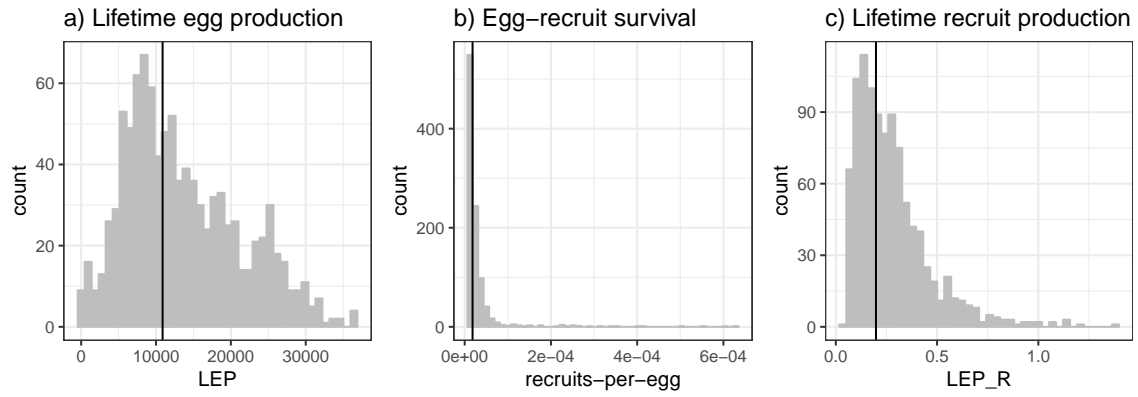 a) Lifetime egg production
count
60
40
20
0
0
10000
20000
30000
LEP
b) Egg−recruit survival
count
400
200
0
0e+00
2e−04
4e−04
6e−04
recruits−per−egg
c) Lifetime recruit production
count
90
60
30
0
0.0
0.5
1.0
LEP_R